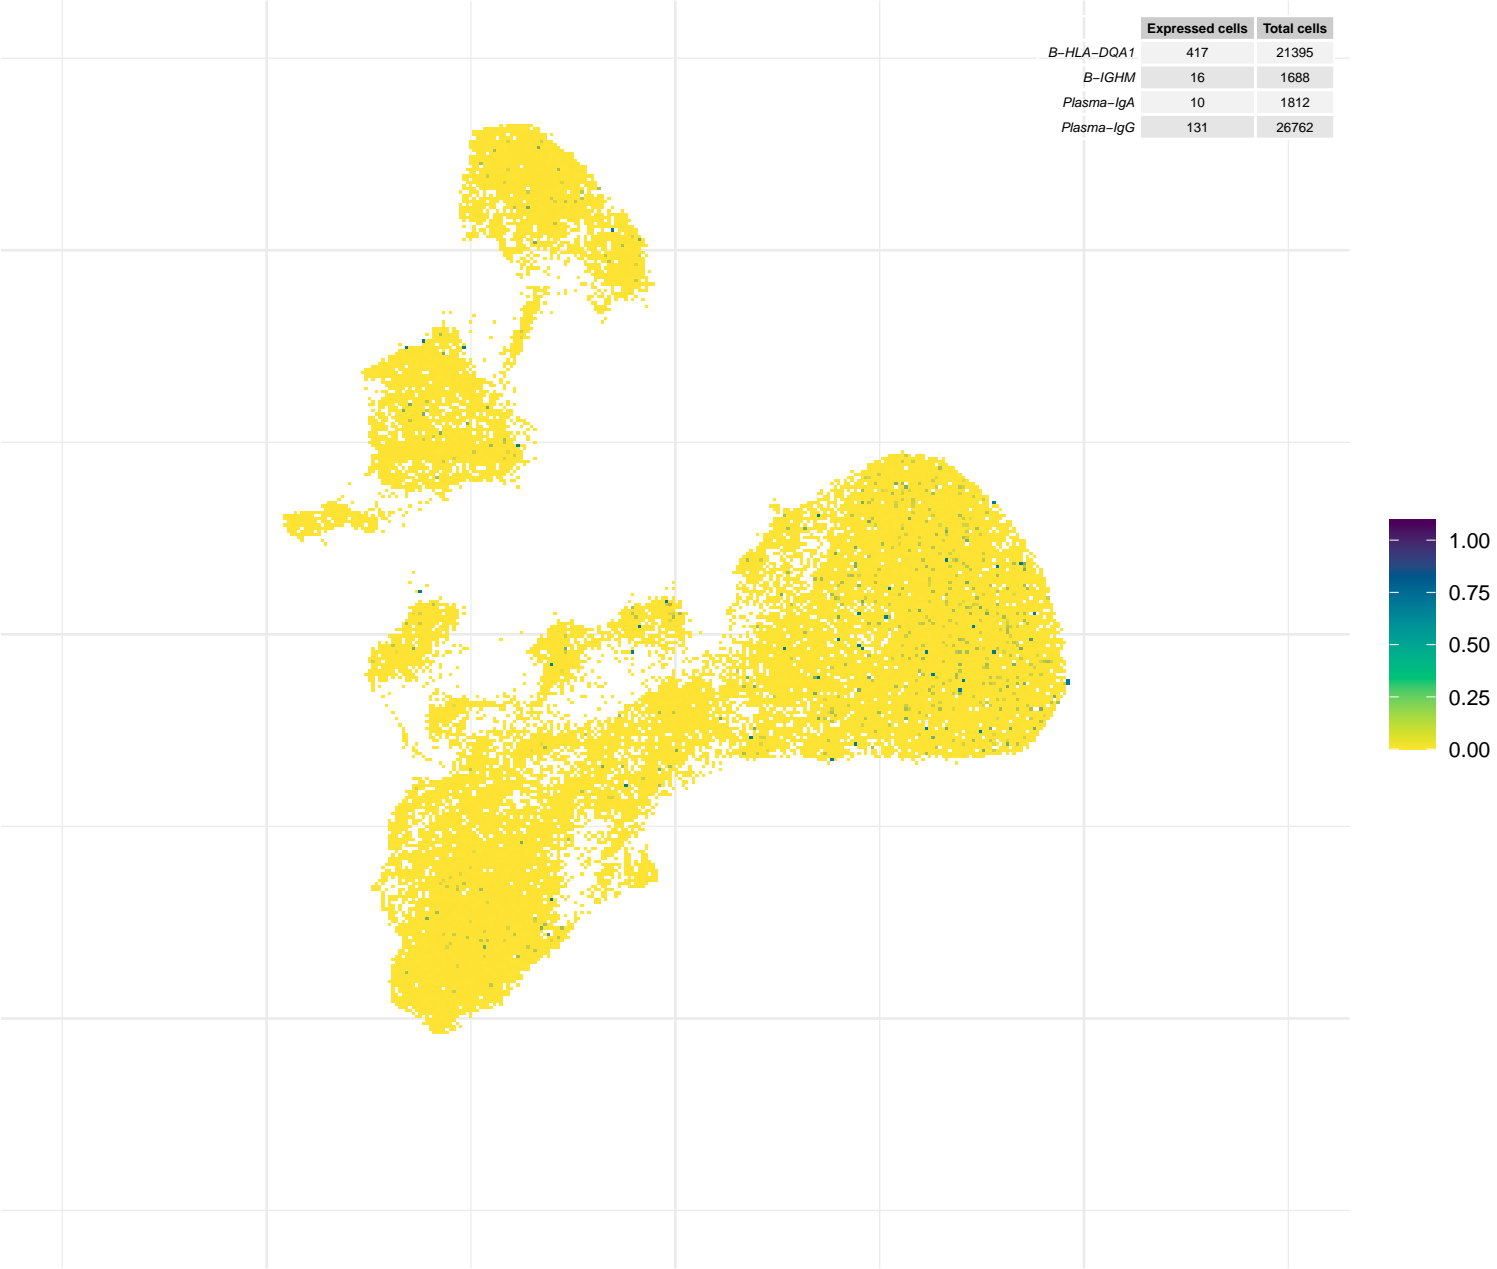 Expressed cells Total cells
B−HLA−DQA1 417 21395
B−IGHM 16 1688
Plasma−IgA 10 1812
Plasma−IgG 131 26762
1.00
0.75
0.50
0.25
0.00